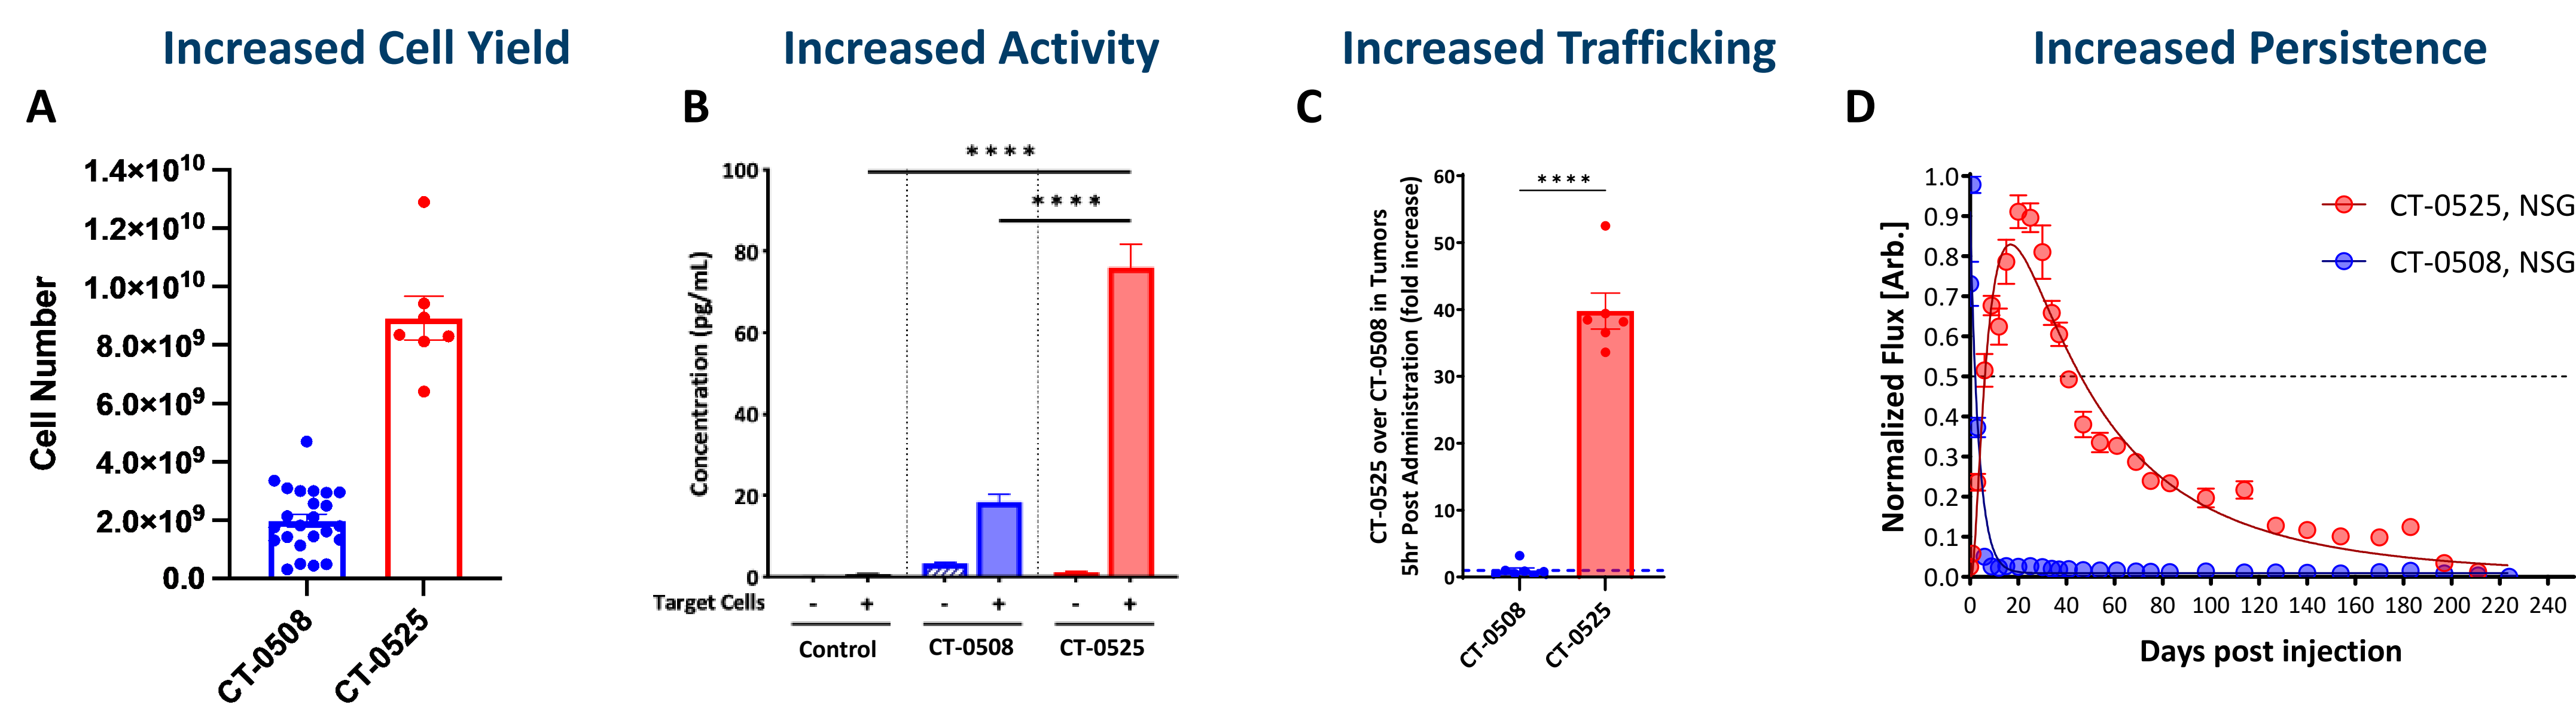 Increased Cell Yield
Increased Activity
Increased Trafficking
Increased Persistence
A
Cell Number
1.4×10¹⁰
1.2×10¹⁰
1.0×10¹⁰
8.0×10⁹
6.0×10⁹
4.0×10⁹
2.0×10⁹
0.0
CT-0508
CT-0525
B
Concentration (pg/mL)
100
80
60
40
20
0
****
****
Target Cells
-
+
-
+
-
+
Control
CT-0508
CT-0525
C
CT-0525 over CT-0508 in Tumors
5hr Post Administration (fold increase)
60
50
40
30
20
10
0
****
CT-0508
CT-0525
D
Normalized Flux [Arb.]
1.0
0.9
0.8
0.7
0.6
0.5
0.4
0.3
0.2
0.1
0.0
CT-0525, NSG
CT-0508, NSG
0 20 40 60 80 100 120 140 160 180 200 220 240
Days post injection